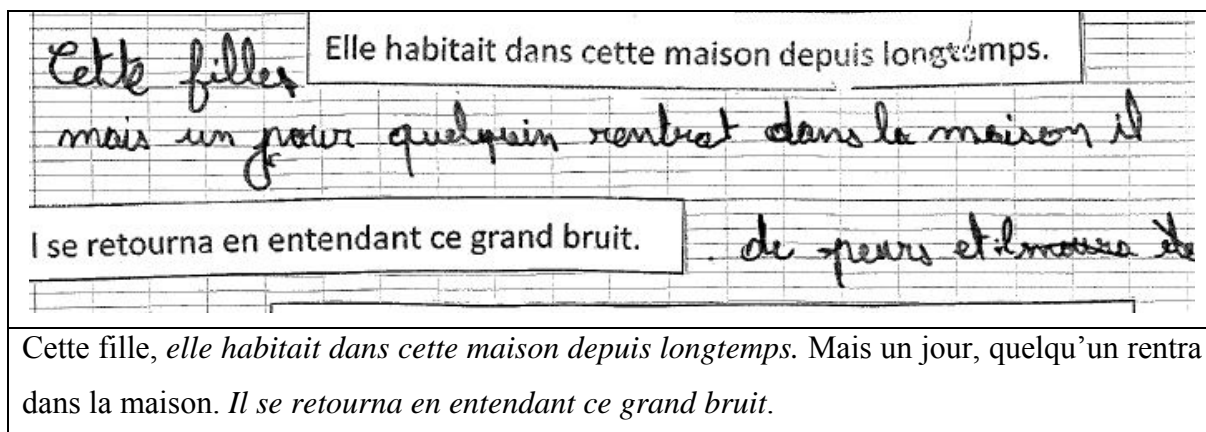 Cette filles Elle habitait dans cette maison depuis longtemps.
mais un jour quelquin rentrat dans la maison il
l se retourna en entendant ce grand bruit. de peurs et il moura
Cette fille, elle habitait dans cette maison depuis longtemps. Mais un jour, quelqu’un rentra
dans la maison. Il se retourna en entendant ce grand bruit.